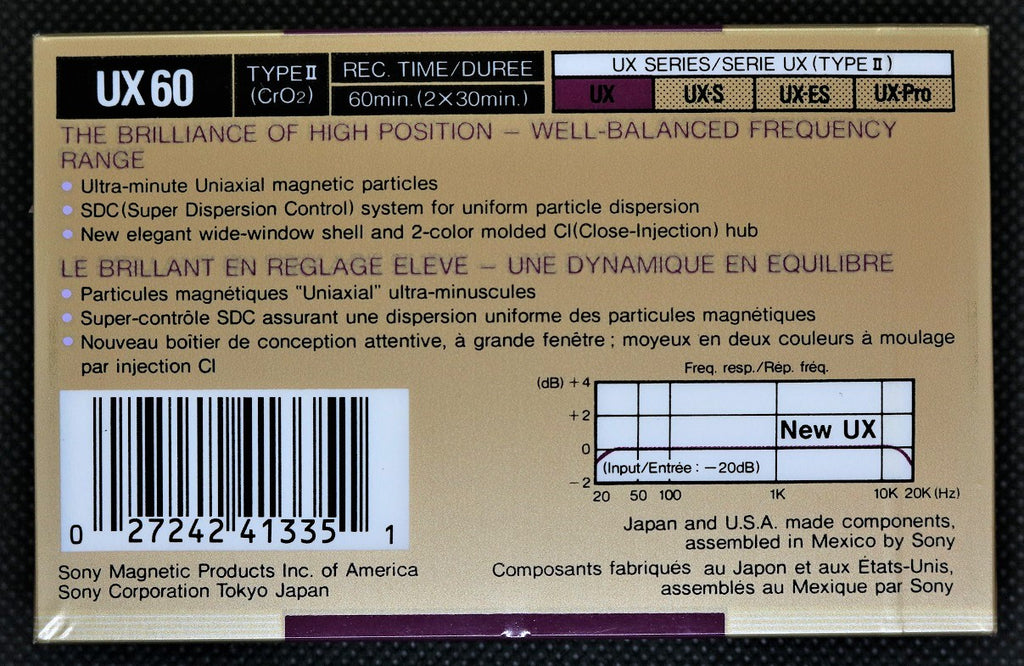 UX 60
TYPE II
(CrO2)
REC. TIME/DUREE
60min. (2×30min.)
UX SERIES/SERIE UX (TYPE II)
UX UX-S UX-ES UX-Pro
THE BRILLIANCE OF HIGH POSITION – WELL-BALANCED FREQUENCY
RANGE
• Ultra-minute Uniaxial magnetic particles
• SDC(Super Dispersion Control) system for uniform particle dispersion
• New elegant wide-window shell and 2-color molded CI(Close-Injection) hub
LE BRILLANT EN REGLAGE ELEVE – UNE DYNAMIQUE EN EQUILIBRE
• Particules magnétiques "Uniaxial" ultra-minuscules
• Super-contrôle SDC assurant une dispersion uniforme des particules magnétiques
• Nouveau boîtier de conception attentive, à grande fenêtre ; moyeux en deux couleurs à moulage
par injection CI
Freq. resp./Rép. fréq.
(dB) +4
+2
New UX
0
(Input/Entrée : −20dB)
−2
20 50 100 1K 10K 20K (Hz)
0 27242 41335 1
Japan and U.S.A. made components,
assembled in Mexico by Sony
Sony Magnetic Products Inc. of America
Sony Corporation Tokyo Japan
Composants fabriqués au Japon et aux États-Unis,
assemblés au Mexique par Sony